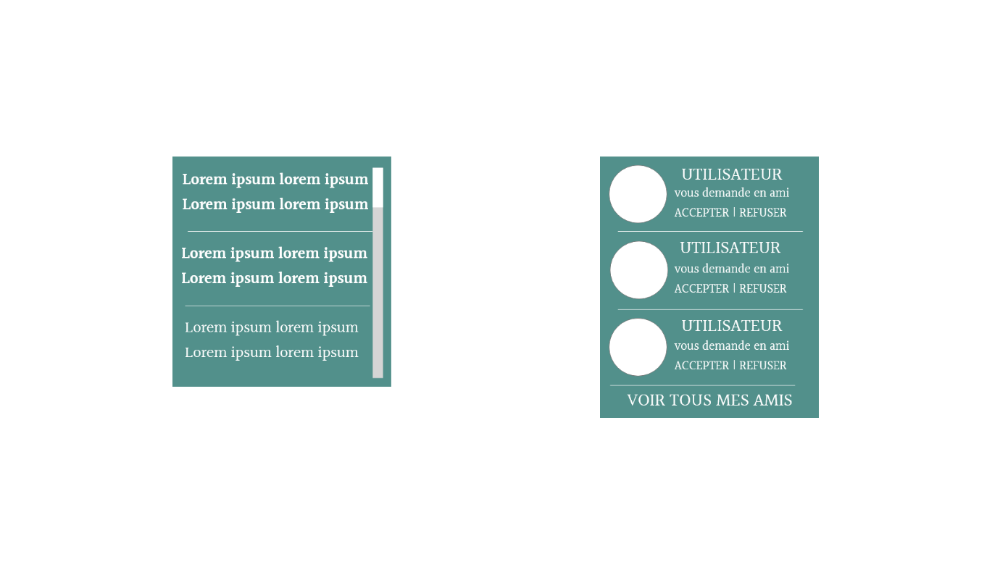 Lorem ipsum lorem ipsum
Lorem ipsum lorem ipsum
Lorem ipsum lorem ipsum
Lorem ipsum lorem ipsum
Lorem ipsum lorem ipsum
Lorem ipsum lorem ipsum
UTILISATEUR
vous demande en ami
ACCEPTER | REFUSER
UTILISATEUR
vous demande en ami
ACCEPTER | REFUSER
UTILISATEUR
vous demande en ami
ACCEPTER | REFUSER
VOIR TOUS MES AMIS